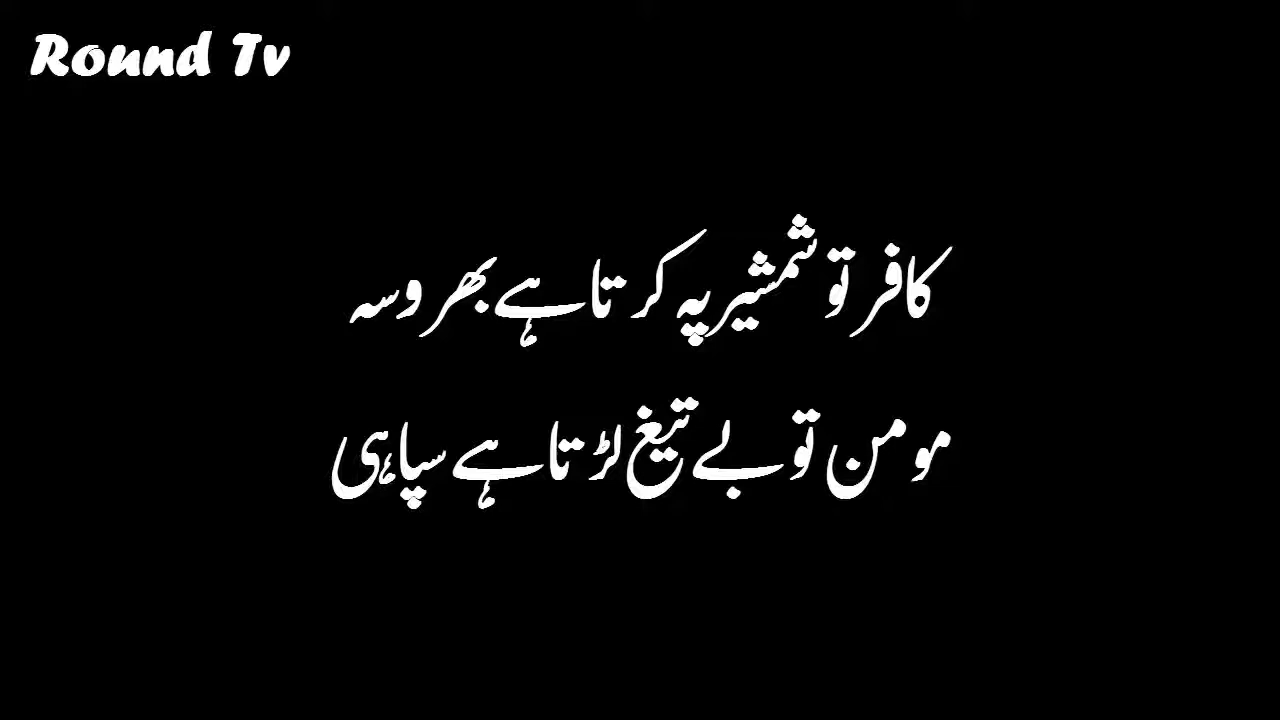 Round Tv
کافر تو شمشیر پہ کرتا ہے بھروسہ
مومن تو بے تیغ لڑتا ہے سپاہی